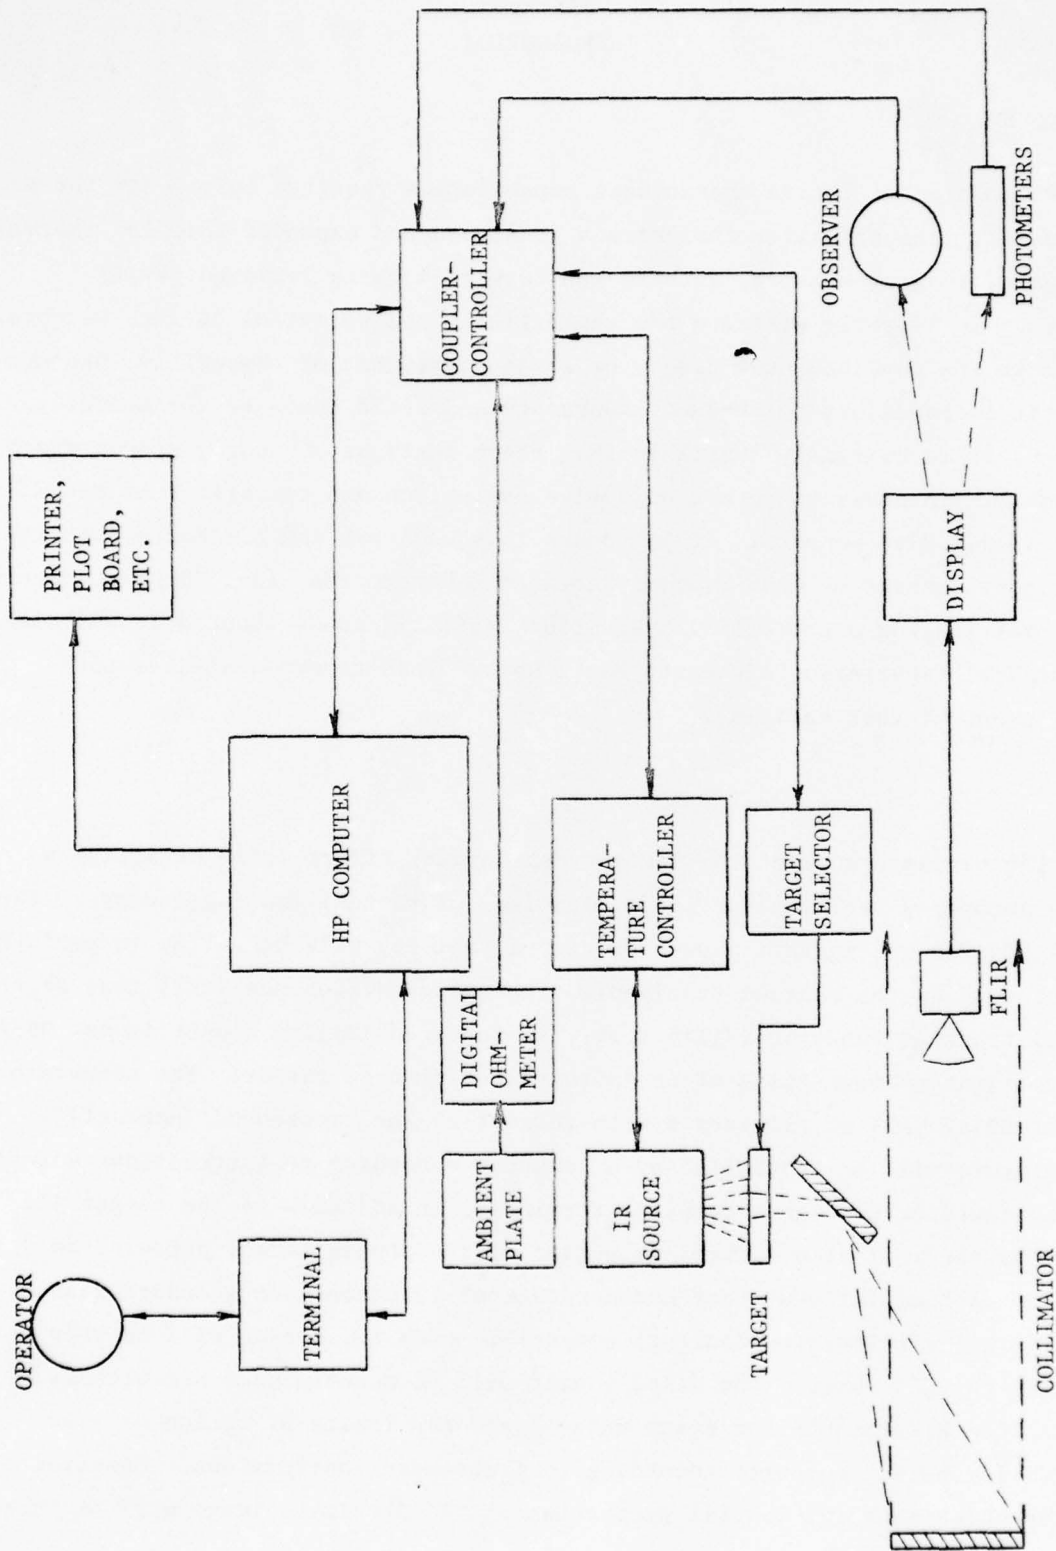 OPERATOR
TERMINAL
HP COMPUTER
PRINTER,
PLOT
BOARD,
ETC.
AMBIENT
PLATE
DIGITAL
OHM-
METER
COUPLER-
CONTROLLER
IR
SOURCE
TEMPERA-
TURE
CONTROLLER
TARGET
TARGET
SELECTOR
COLLIMATOR
FLIR
DISPLAY
OBSERVER
PHOTOMETERS